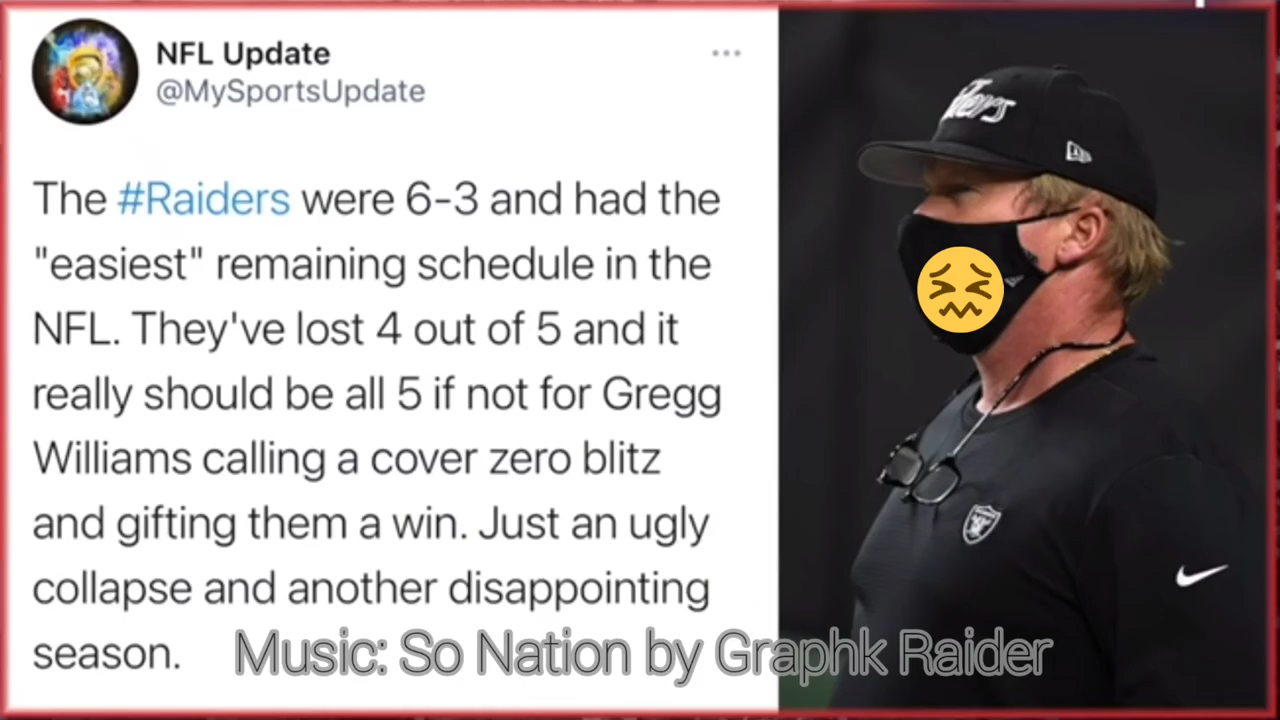 NFL Update
@MySportsUpdate
The #Raiders were 6-3 and had the
"easiest" remaining schedule in the
NFL. They've lost 4 out of 5 and it
really should be all 5 if not for Gregg
Williams calling a cover zero blitz
and gifting them a win. Just an ugly
collapse and another disappointing
season.
Music: So Nation by Graphk Raider